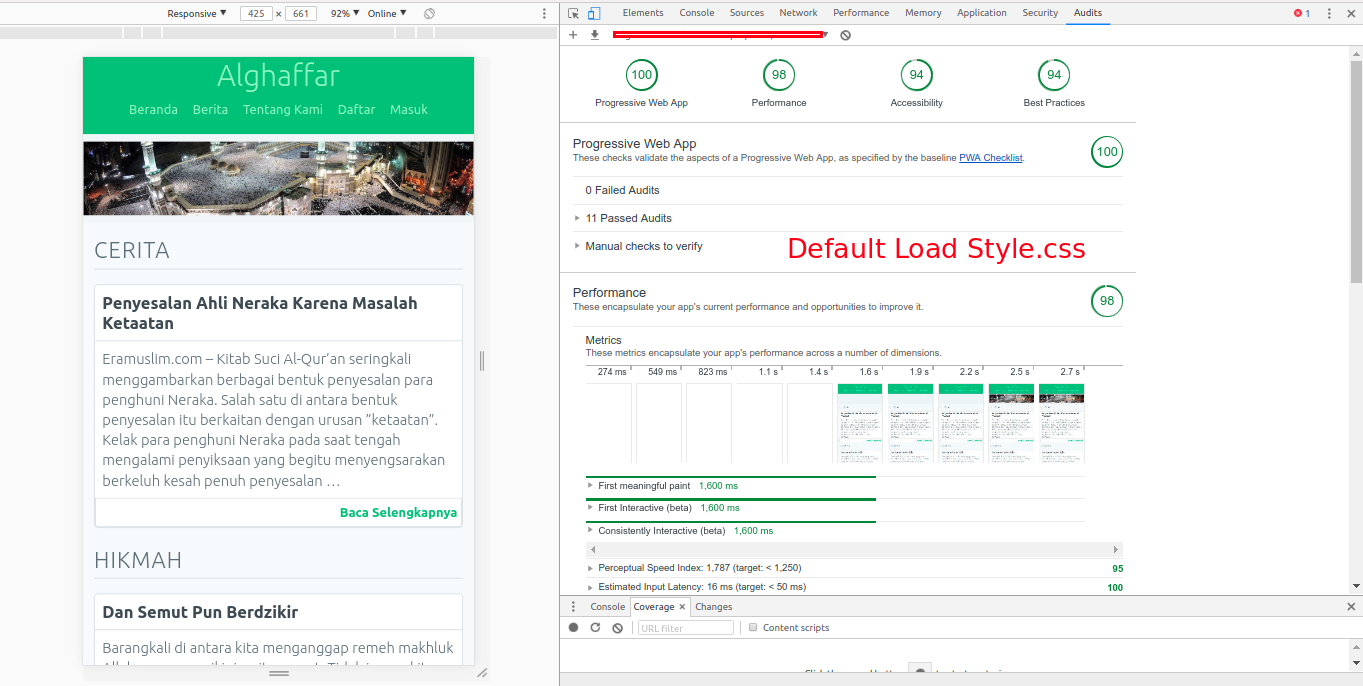 Responsive ▼ 425 × 661 92% ▼ Online ▼
Elements Console Sources Network Performance Memory Application Security Audits 1
Alghaffar
Beranda Berita Tentang Kami Daftar Masuk
CERITA
Penyesalan Ahli Neraka Karena Masalah
Ketaatan
Eramuslim.com – Kitab Suci Al-Qur’an seringkali
menggambarkan berbagai bentuk penyesalan para
penghuni Neraka. Salah satu di antara bentuk
penyesalan itu berkaitan dengan urusan ”ketaatan”.
Kelak para penghuni Neraka pada saat tengah
mengalami penyiksaan yang begitu menyengsarakan
berkeluh kesah penuh penyesalan …
Baca Selengkapnya
HIKMAH
Dan Semut Pun Berdzikir
Barangkali di antara kita menganggap remeh makhluk
100 98 94 94
Progressive Web App Performance Accessibility Best Practices
Progressive Web App
These checks validate the aspects of a Progressive Web App, as specified by the baseline PWA Checklist.
100
0 Failed Audits
11 Passed Audits
Manual checks to verify
Default Load Style.css
Performance
These encapsulate your app's current performance and opportunities to improve it.
98
Metrics
These metrics encapsulate your app's performance across a number of dimensions.
274 ms 549 ms 823 ms 1.1 s 1.4 s 1.6 s 1.9 s 2.2 s 2.5 s 2.7 s
First meaningful paint 1,600 ms
First Interactive (beta) 1,600 ms
Consistently Interactive (beta) 1,600 ms
Perceptual Speed Index: 1,787 (target: < 1,250) 95
Estimated Input Latency: 16 ms (target: < 50 ms) 100
Console Coverage × Changes
URL filter Content scripts